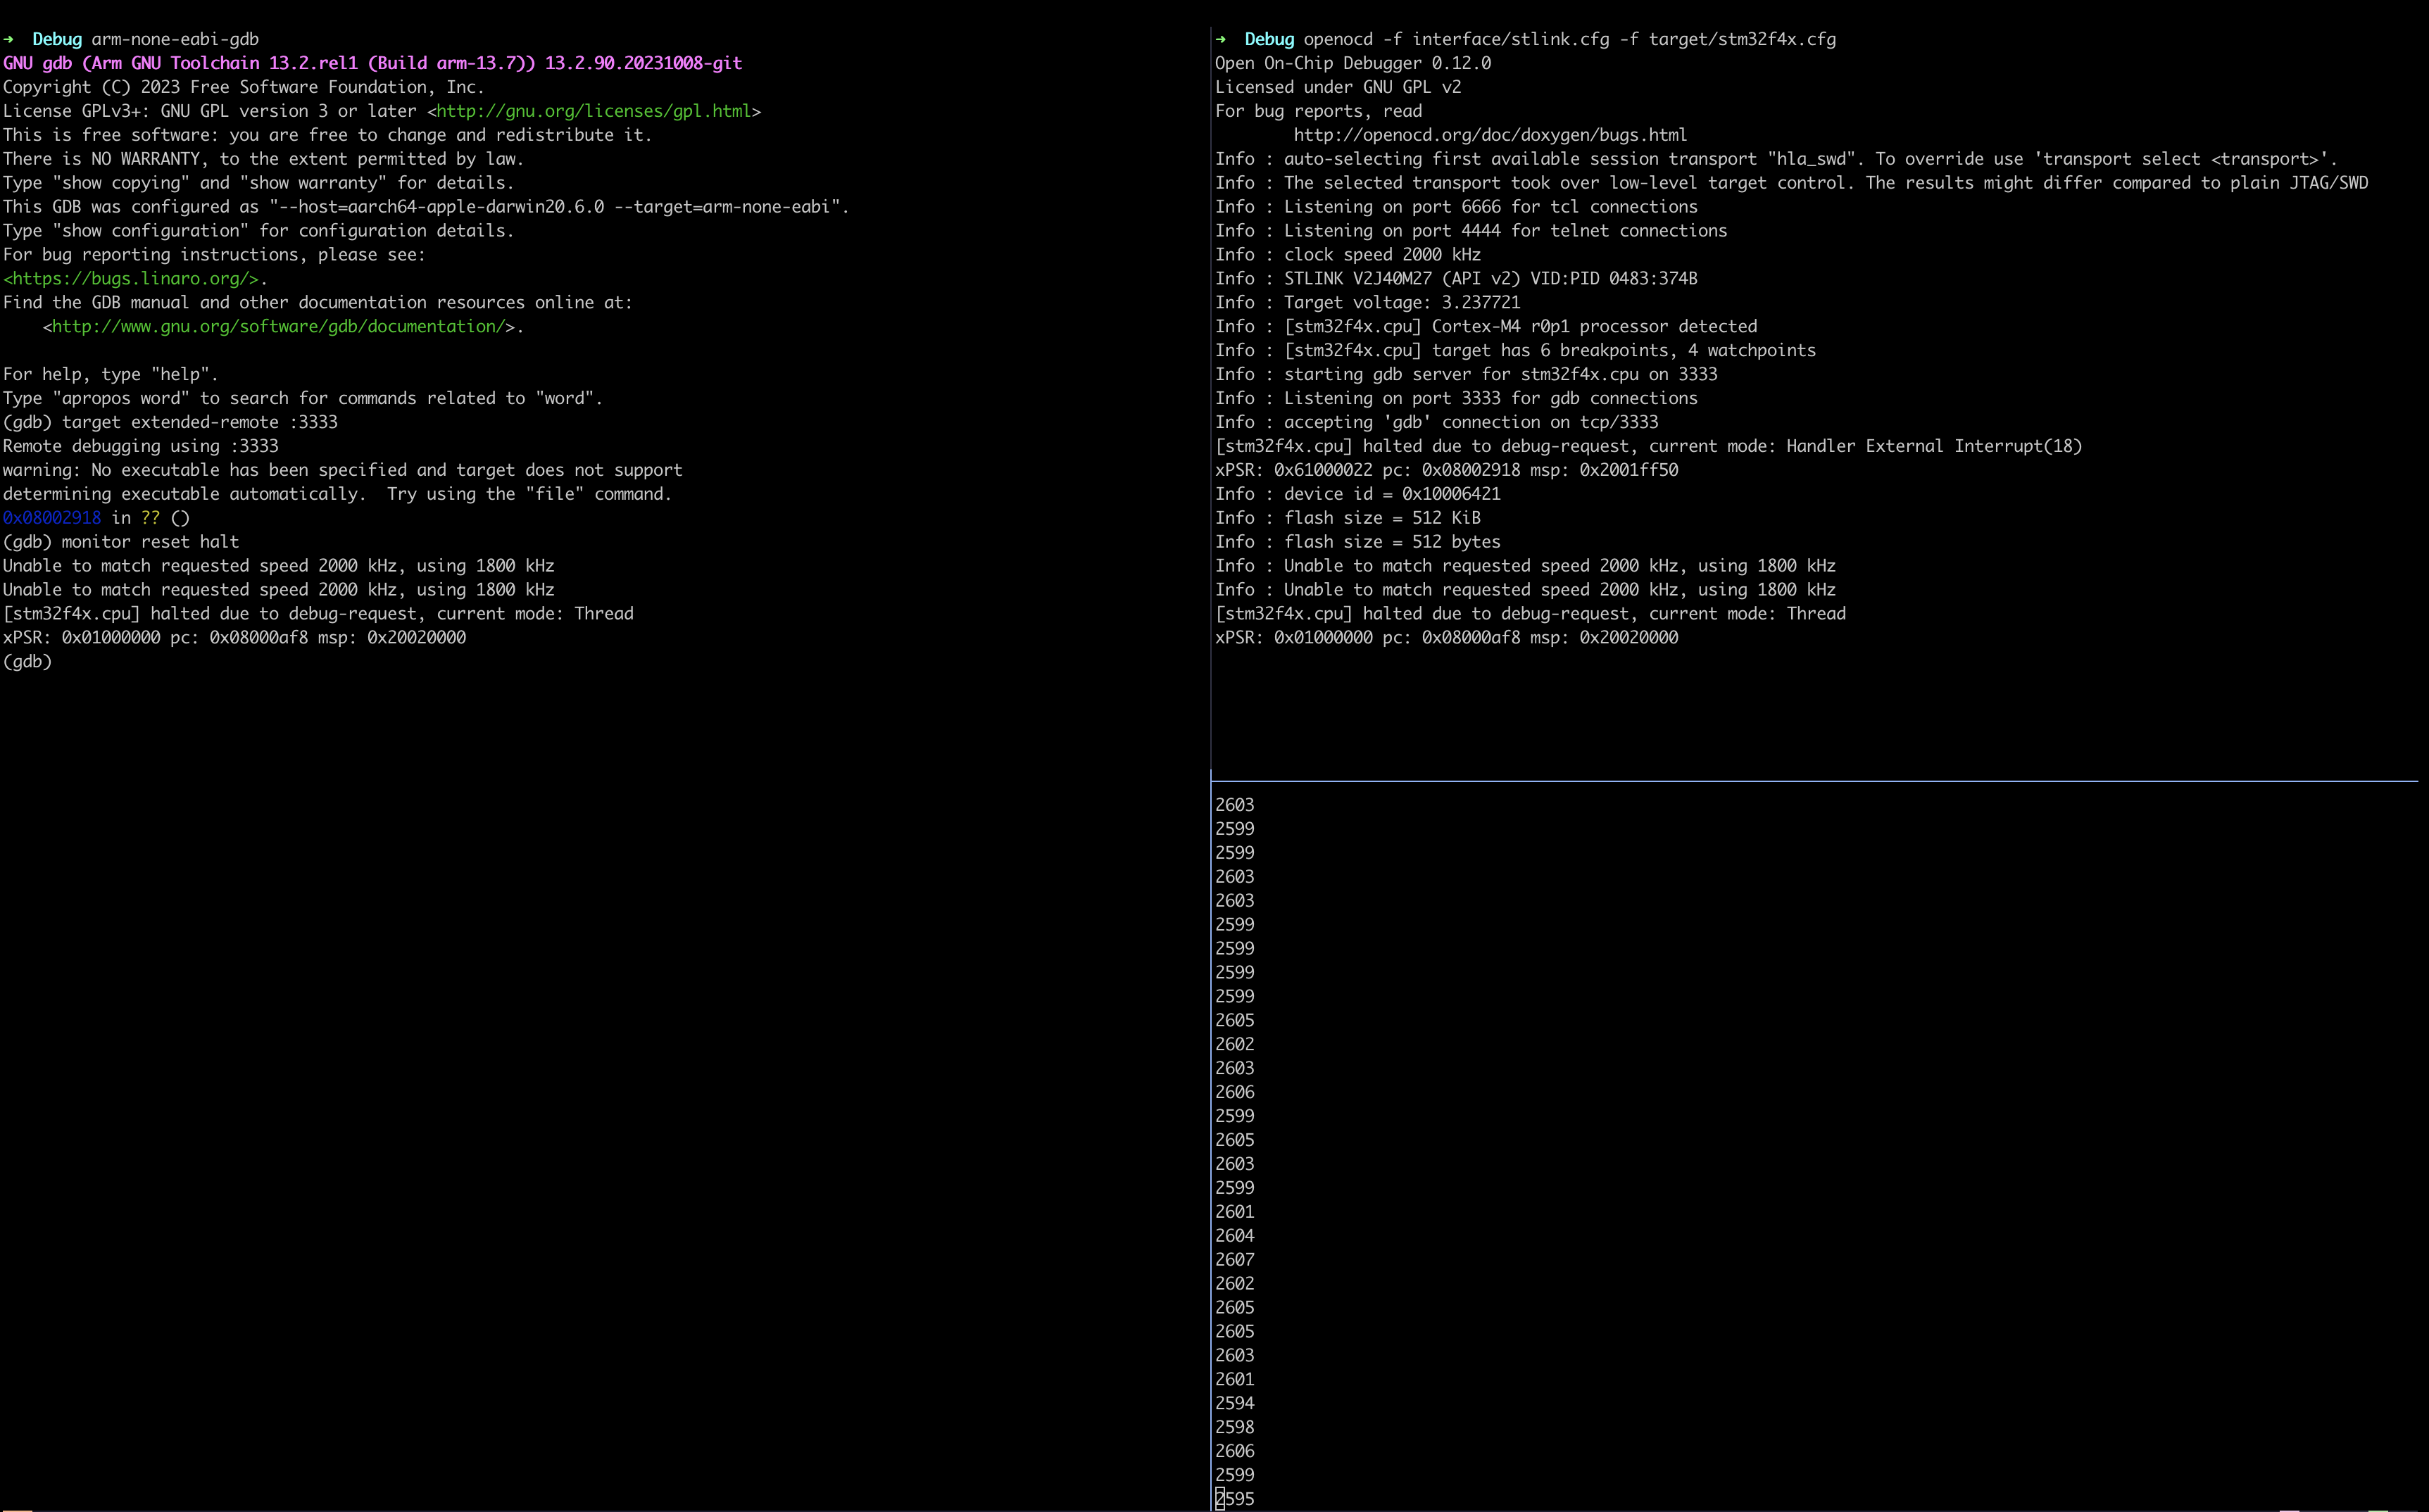 ➜  Debug arm-none-eabi-gdb
GNU gdb (Arm GNU Toolchain 13.2.rel1 (Build arm-13.7)) 13.2.90.20231008-git
Copyright (C) 2023 Free Software Foundation, Inc.
License GPLv3+: GNU GPL version 3 or later <http://gnu.org/licenses/gpl.html>
This is free software: you are free to change and redistribute it.
There is NO WARRANTY, to the extent permitted by law.
Type "show copying" and "show warranty" for details.
This GDB was configured as "--host=aarch64-apple-darwin20.6.0 --target=arm-none-eabi".
Type "show configuration" for configuration details.
For bug reporting instructions, please see:
<https://bugs.linaro.org/>.
Find the GDB manual and other documentation resources online at:
    <http://www.gnu.org/software/gdb/documentation/>.

For help, type "help".
Type "apropos word" to search for commands related to "word".
(gdb) target extended-remote :3333
Remote debugging using :3333
warning: No executable has been specified and target does not support
determining executable automatically.  Try using the "file" command.
0x08002918 in ?? ()
(gdb) monitor reset halt
Unable to match requested speed 2000 kHz, using 1800 kHz
Unable to match requested speed 2000 kHz, using 1800 kHz
[stm32f4x.cpu] halted due to debug-request, current mode: Thread
xPSR: 0x01000000 pc: 0x08000af8 msp: 0x20020000
(gdb)
➜  Debug openocd -f interface/stlink.cfg -f target/stm32f4x.cfg
Open On-Chip Debugger 0.12.0
Licensed under GNU GPL v2
For bug reports, read
        http://openocd.org/doc/doxygen/bugs.html
Info : auto-selecting first available session transport "hla_swd". To override use 'transport select <transport>'.
Info : The selected transport took over low-level target control. The results might differ compared to plain JTAG/SWD
Info : Listening on port 6666 for tcl connections
Info : Listening on port 4444 for telnet connections
Info : clock speed 2000 kHz
Info : STLINK V2J40M27 (API v2) VID:PID 0483:374B
Info : Target voltage: 3.237721
Info : [stm32f4x.cpu] Cortex-M4 r0p1 processor detected
Info : [stm32f4x.cpu] target has 6 breakpoints, 4 watchpoints
Info : starting gdb server for stm32f4x.cpu on 3333
Info : Listening on port 3333 for gdb connections
Info : accepting 'gdb' connection on tcp/3333
[stm32f4x.cpu] halted due to debug-request, current mode: Handler External Interrupt(18)
xPSR: 0x61000022 pc: 0x08002918 msp: 0x2001ff50
Info : device id = 0x10006421
Info : flash size = 512 KiB
Info : flash size = 512 bytes
Info : Unable to match requested speed 2000 kHz, using 1800 kHz
Info : Unable to match requested speed 2000 kHz, using 1800 kHz
[stm32f4x.cpu] halted due to debug-request, current mode: Thread
xPSR: 0x01000000 pc: 0x08000af8 msp: 0x20020000
2603
2599
2599
2603
2603
2599
2599
2599
2599
2605
2602
2603
2606
2599
2605
2603
2599
2601
2604
2607
2602
2605
2605
2603
2601
2594
2598
2606
2599
2595